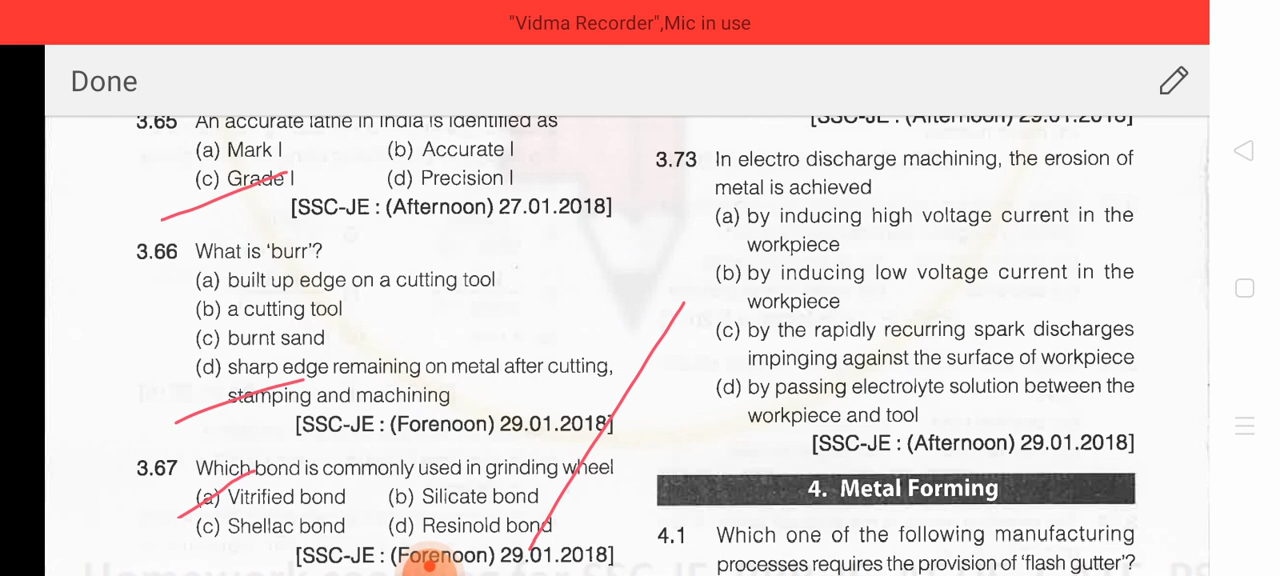 "Vidma Recorder",Mic in use
Done
3.65 An accurate lathe in India is identified as
(a) Mark I (b) Accurate I
(c) Grade I (d) Precision I
[SSC-JE : (Afternoon) 27.01.2018]
3.66 What is ‘burr’?
(a) built up edge on a cutting tool
(b) a cutting tool
(c) burnt sand
(d) sharp edge remaining on metal after cutting,
stamping and machining
[SSC-JE : (Forenoon) 29.01.2018]
3.67 Which bond is commonly used in grinding wheel
(a) Vitrified bond (b) Silicate bond
(c) Shellac bond (d) Resinold bond
[SSC-JE : (Forenoon) 29.01.2018]
[SSC-JE : (Afternoon) 29.01.2018]
3.73 In electro discharge machining, the erosion of
metal is achieved
(a) by inducing high voltage current in the
workpiece
(b) by inducing low voltage current in the
workpiece
(c) by the rapidly recurring spark discharges
impinging against the surface of workpiece
(d) by passing electrolyte solution between the
workpiece and tool
[SSC-JE : (Afternoon) 29.01.2018]
4. Metal Forming
4.1 Which one of the following manufacturing
processes requires the provision of ‘flash gutter’?